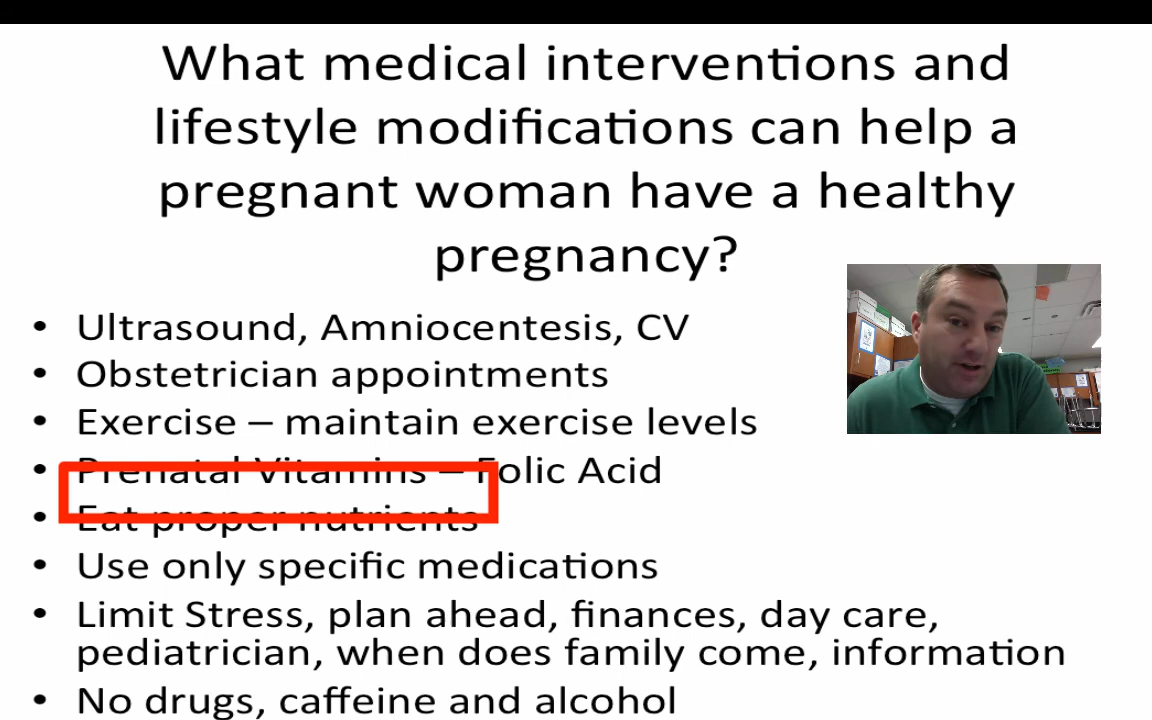 What medical interventions and
lifestyle modifications can help a
pregnant woman have a healthy
pregnancy?
• Ultrasound, Amniocentesis, CV
• Obstetrician appointments
• Exercise – maintain exercise levels
• Prenatal Vitamins – Folic Acid
• Eat proper nutrients
• Use only specific medications
• Limit Stress, plan ahead, finances, day care,
pediatrician, when does family come, information
• No drugs, caffeine and alcohol